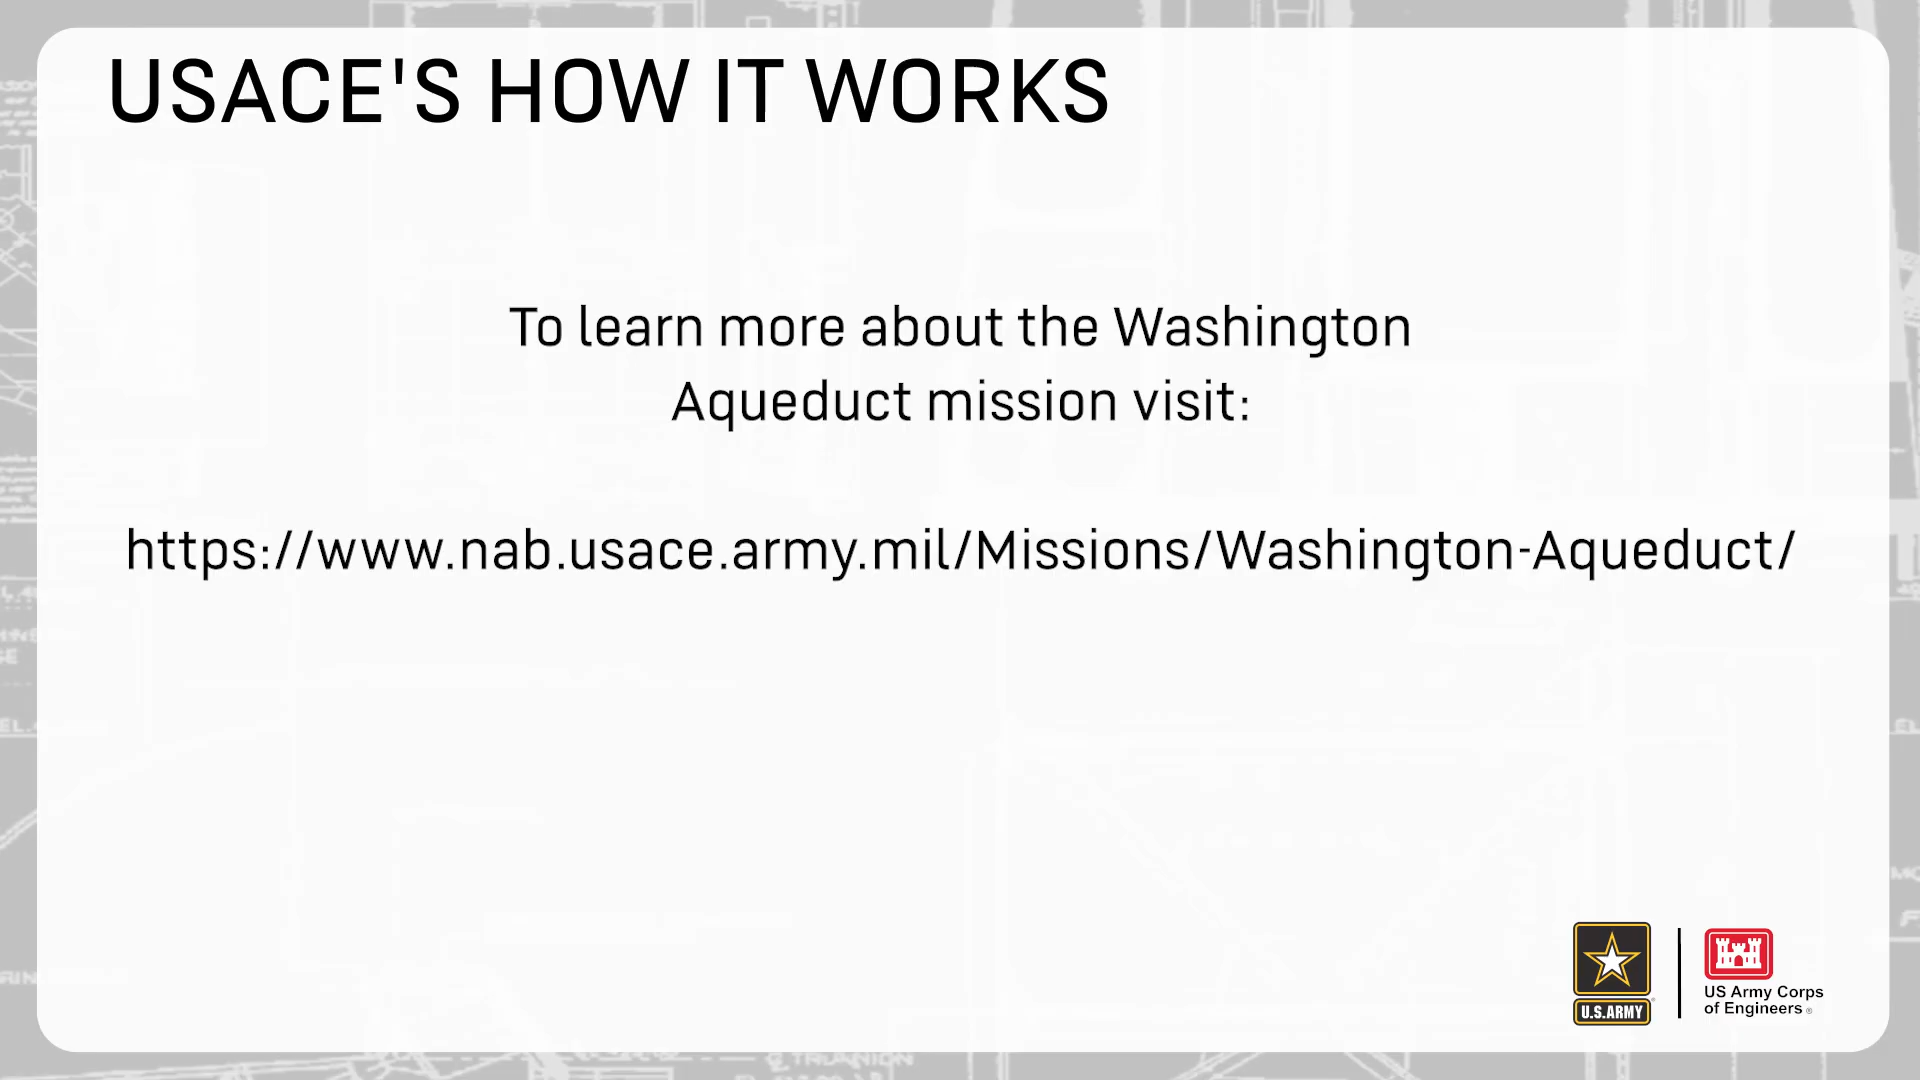 USACE'S HOW IT WORKS
To learn more about the Washington
Aqueduct mission visit:
https://www.nab.usace.army.mil/Missions/Washington-Aqueduct/
U.S.ARMY
US Army Corps
of Engineers®